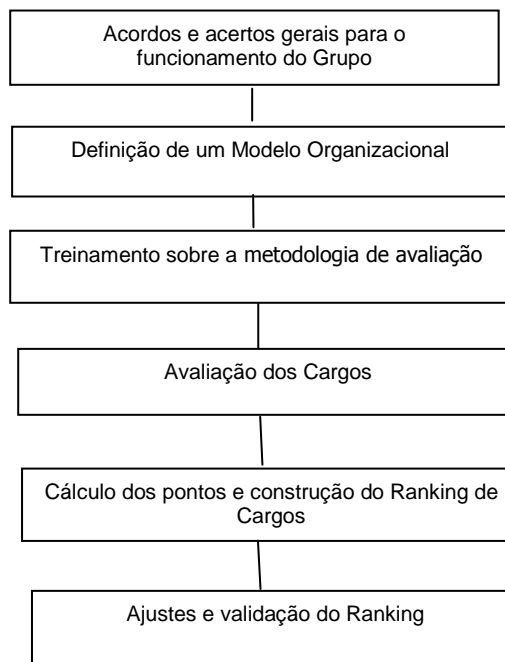 Acordos e acertos gerais para o
funcionamento do Grupo
Definição de um Modelo Organizacional
Treinamento sobre a metodologia de avaliação
Avaliação dos Cargos
Cálculo dos pontos e construção do Ranking de
Cargos
Ajustes e validação do Ranking